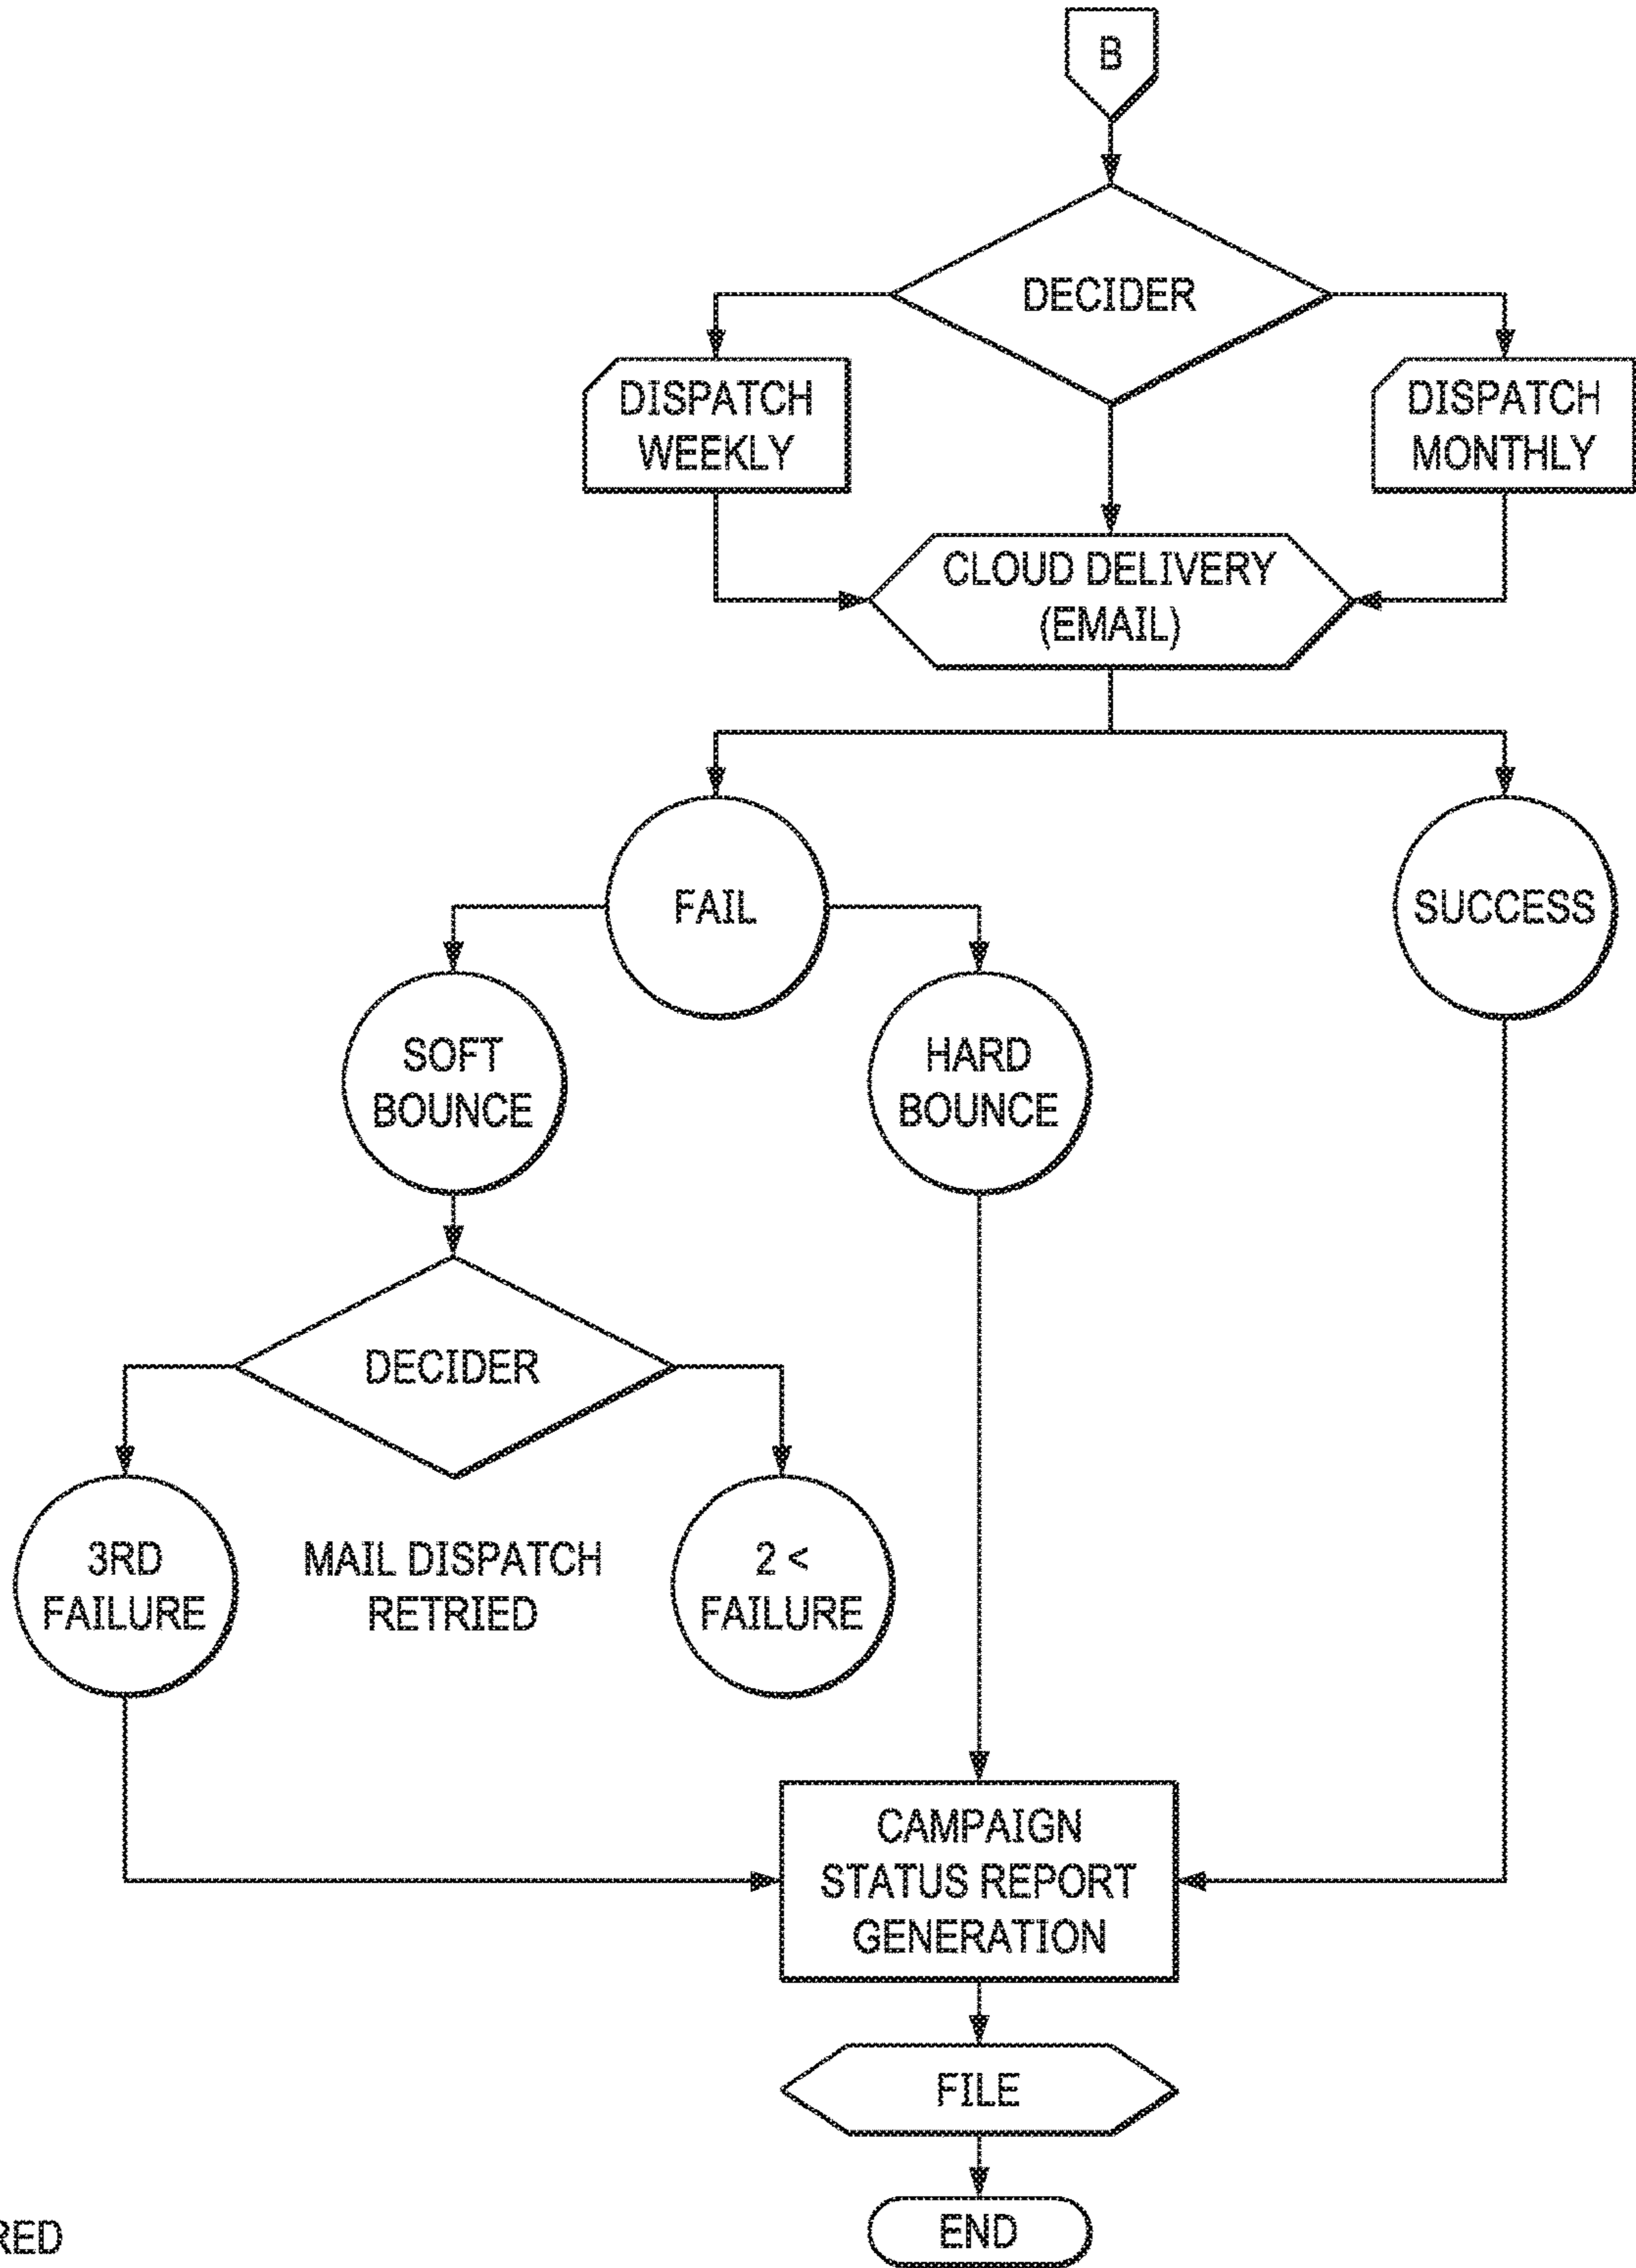 B
DECIDER
DISPATCH
WEEKLY
DISPATCH
MONTHLY
CLOUD DELIVERY
(EMAIL)
FAIL
SUCCESS
SOFT
BOUNCE
HARD
BOUNCE
DECIDER
3RD
FAILURE
MAIL DISPATCH
RETRIED
2 <
FAILURE
CAMPAIGN
STATUS REPORT
GENERATION
FILE
END